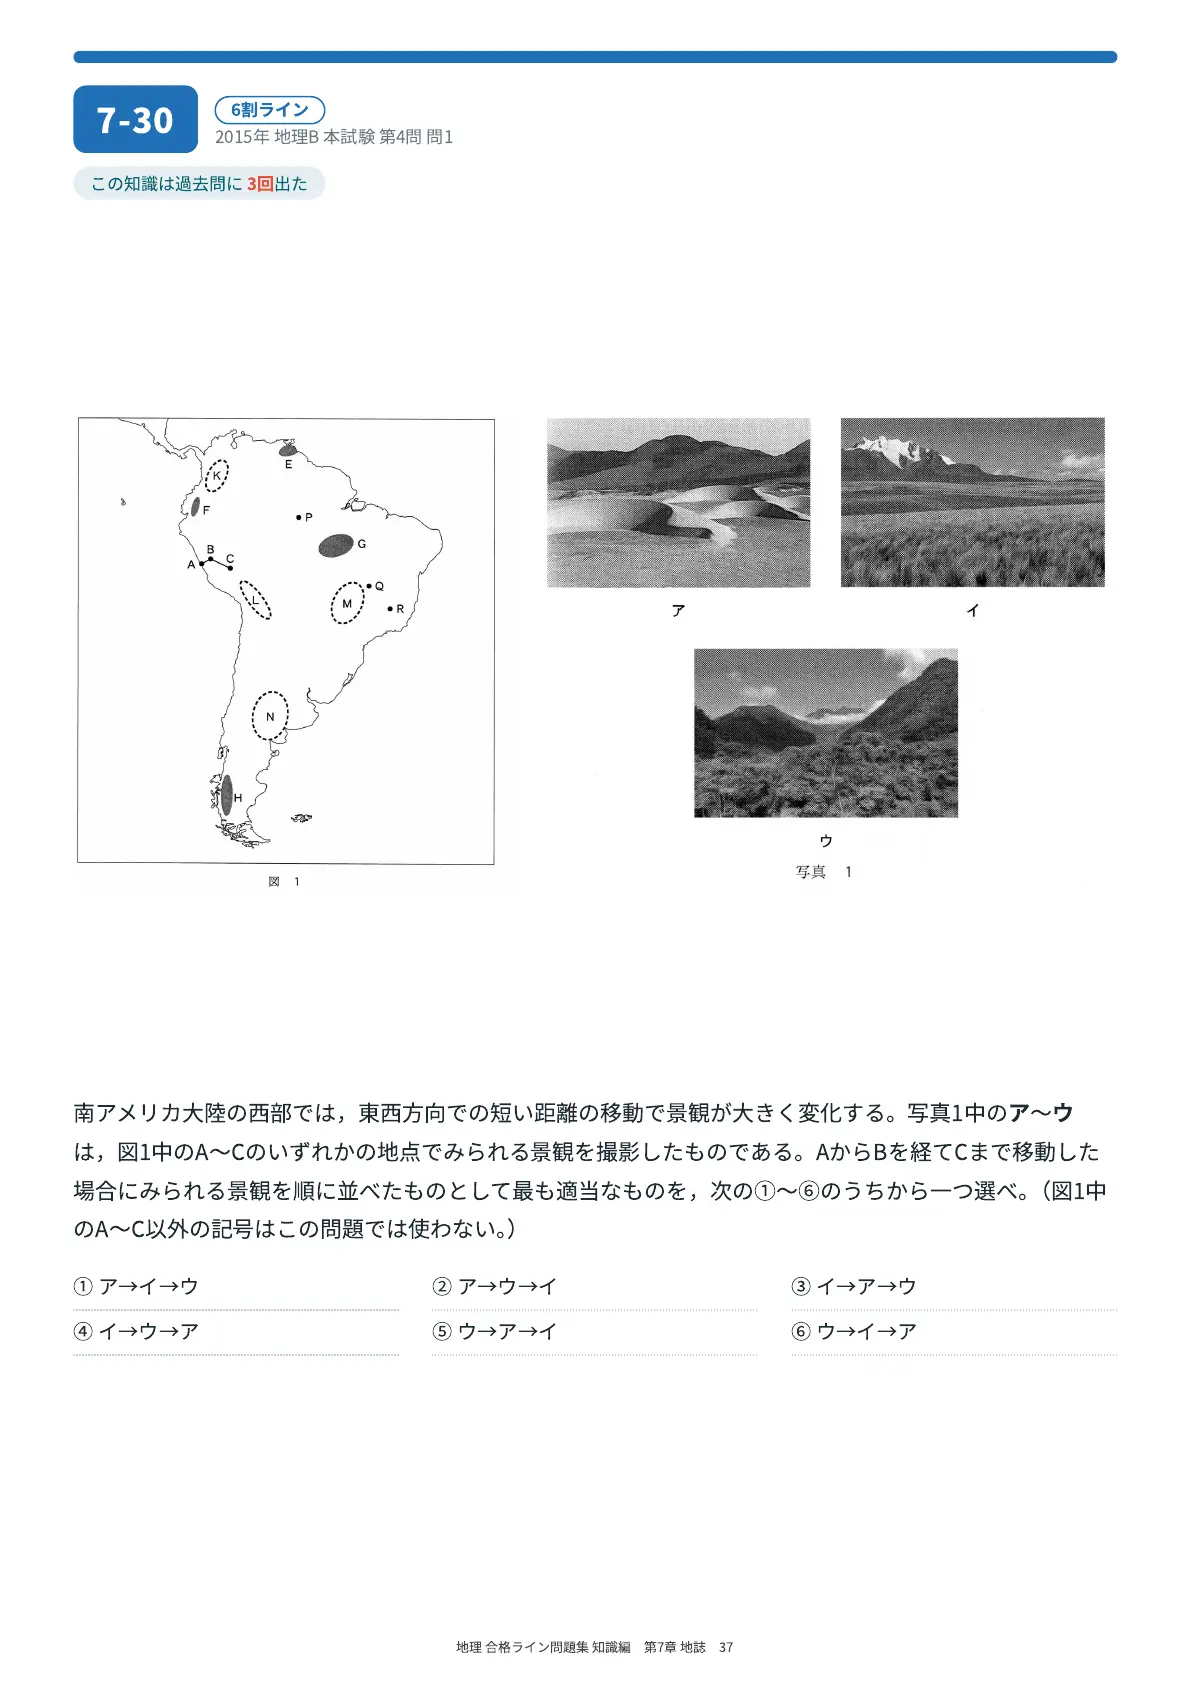 7-30
6割ライン
2015年 地理B 本試験 第4問 問1
この知識は過去問に 3回出た
K
E
F
P
G
B
A
C
L
M
Q
R
N
H
図 1
ア
イ
ウ
写真 1
南アメリカ大陸の西部では，東西方向での短い距離の移動で景観が大きく変化する。写真1中のア～ウ
は，図1中のA～Cのいずれかの地点でみられる景観を撮影したものである。AからBを経てCまで移動した
場合にみられる景観を順に並べたものとして最も適当なものを，次の①～⑥のうちから一つ選べ。（図1中
のA～C以外の記号はこの問題では使わない。）
① ア→イ→ウ
② ア→ウ→イ
③ イ→ア→ウ
④ イ→ウ→ア
⑤ ウ→ア→イ
⑥ ウ→イ→ア
地理 合格ライン問題集 知識編 第7章 地誌 37